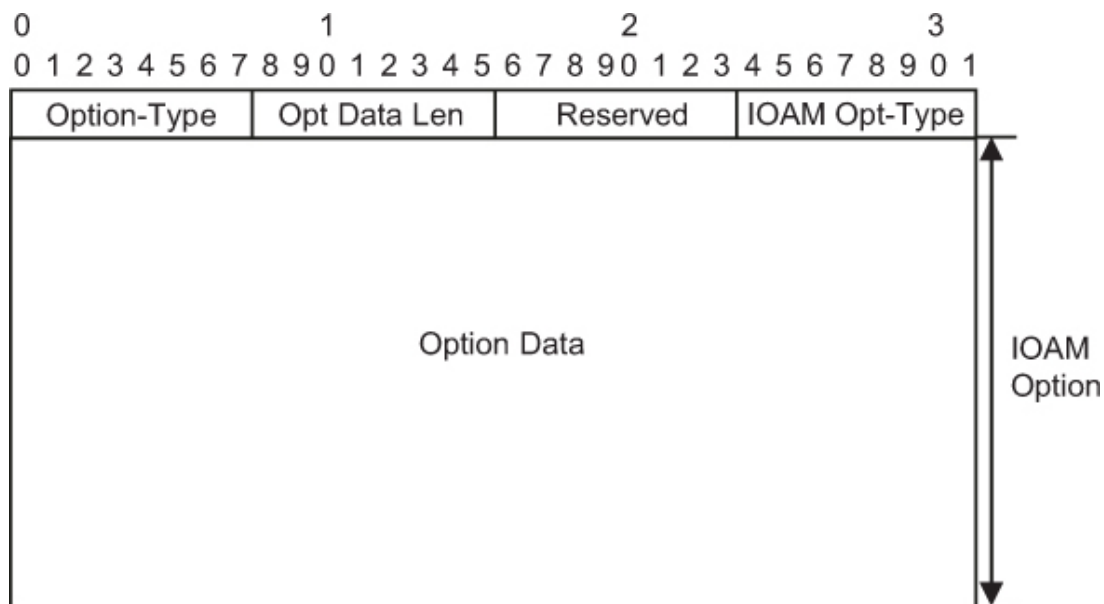 0 1 2 3
0 1 2 3 4 5 6 7 8 9 0 1 2 3 4 5 6 7 8 9 0 1 2 3 4 5 6 7 8 9 0 1
Option-Type Opt Data Len Reserved IOAM Opt-Type
Option Data
IOAM
Option